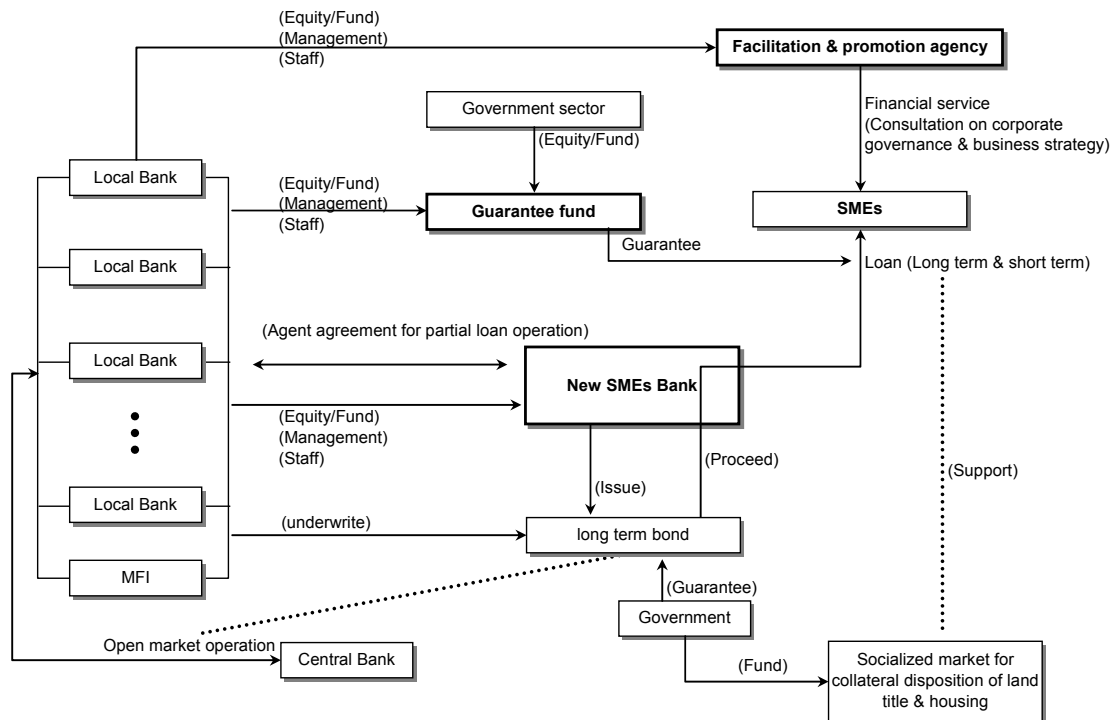 (Equity/Fund)
(Management)
(Staff)
Facilitation & promotion agency
Financial service
(Consultation on corporate
governance & business strategy)
Government sector
(Equity/Fund)
Local Bank
(Equity/Fund)
(Management)
(Staff)
Guarantee fund
SMEs
Guarantee
Loan (Long term & short term)
Local Bank
(Agent agreement for partial loan operation)
Local Bank
New SMEs Bank
(Equity/Fund)
(Management)
(Staff)
(Proceed)
(Support)
(Issue)
Local Bank
(underwrite)
long term bond
MFI
(Guarantee)
Government
Open market operation
Central Bank
(Fund)
Socialized market for
collateral disposition of land
title & housing